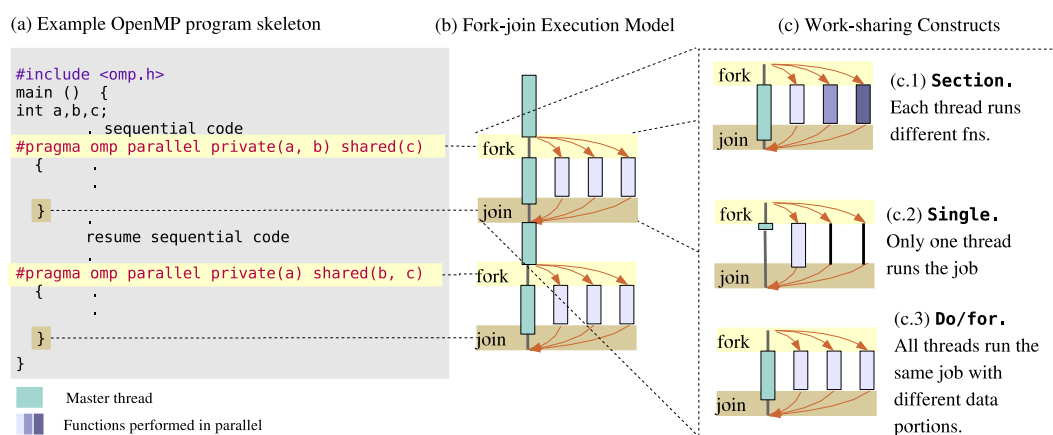 (a) Example OpenMP program skeleton
#include <omp.h>
main ()  {
int a,b,c;
. sequential code
#pragma omp parallel private(a, b) shared(c)
{ .
.
}
.
resume sequential code
.
#pragma omp parallel private(a) shared(b, c)
{ .
.
}
}
Master thread
Functions performed in parallel
(b) Fork-join Execution Model
fork
join
fork
join
(c) Work-sharing Constructs
fork
join
(c.1) Section.
Each thread runs
different fns.
fork
join
(c.2) Single.
Only one thread
runs the job
fork
join
(c.3) Do/for.
All threads run the
same job with
different data
portions.